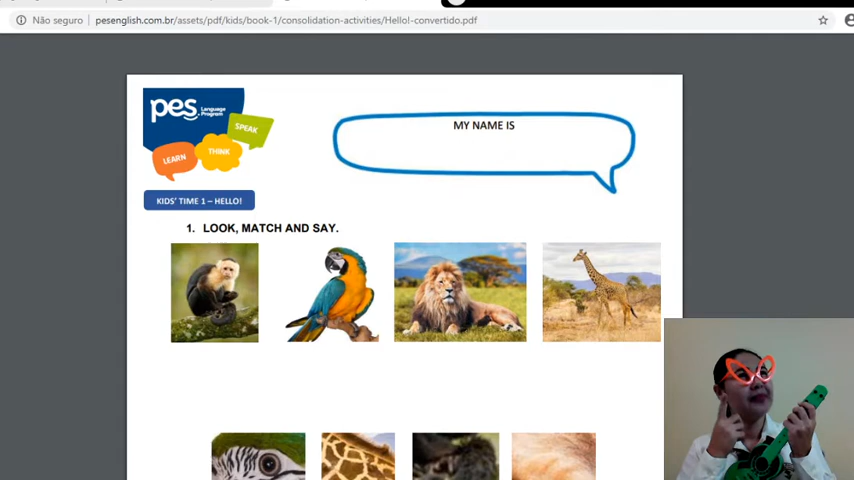 Não seguro
pesenglish.com.br/assets/pdf/kids/book-1/consolidation-activities/Hello!-convertido.pdf
pes. Language Program
SPEAK
THINK
LEARN
MY NAME IS
KIDS' TIME 1 – HELLO!
1. LOOK, MATCH AND SAY.